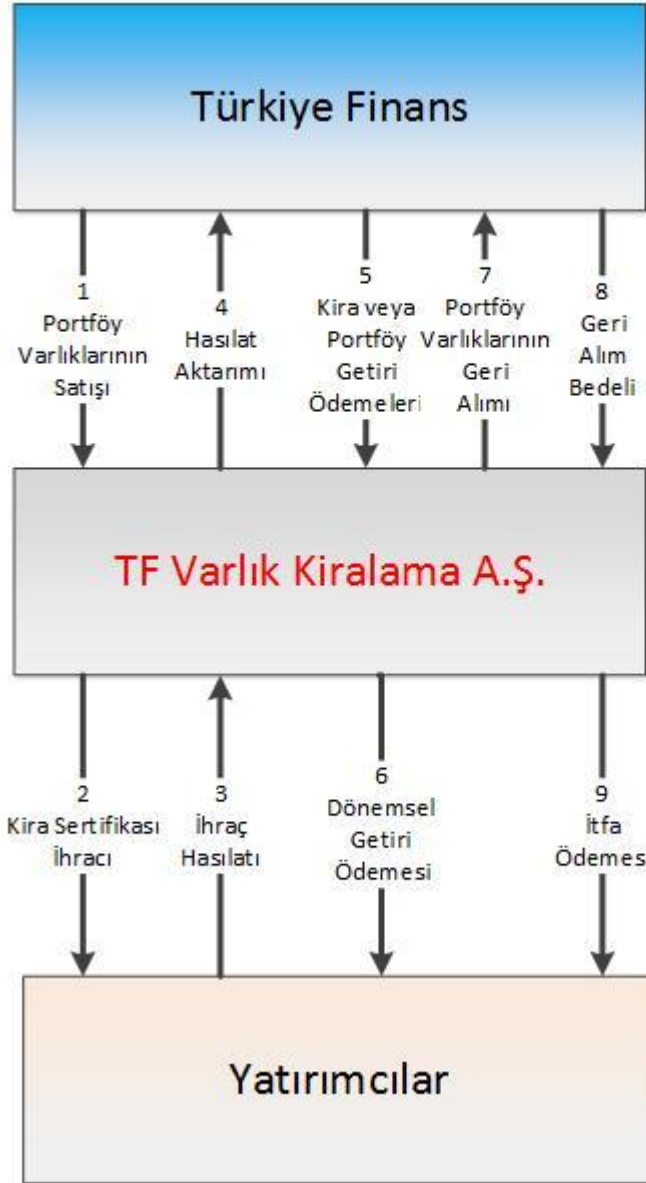 Türkiye Finans
1
Portföy
Varlıklarının
Satışı
4
Hasılat
Aktarımı
5
Kira veya
Portföy
Getiri
Ödemeleri
7
Portföy
Varlıklarının
Geri
Alımı
8
Geri
Alım
Bedeli
TF Varlık Kiralama A.Ş.
2
Kira Sertifikası
İhracı
3
İhraç
Hasılatı
6
Dönemsel
Getiri
Ödemesi
9
İtfa
Ödemes
Yatırımcılar